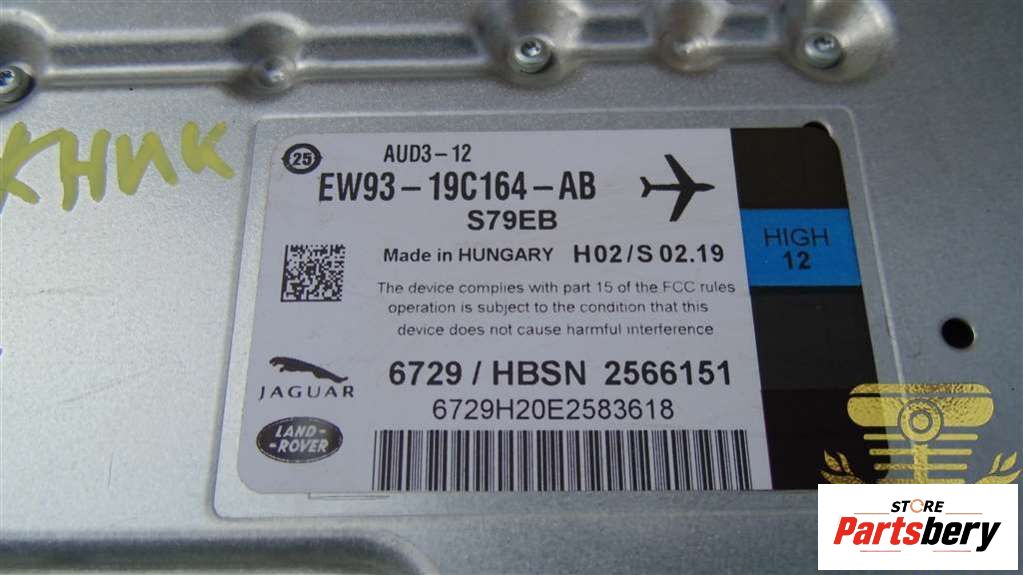 КНИК
25
AUD3-12
EW93-19C164-AB
S79EB
Made in HUNGARY H02/S 02.19
The device complies with part 15 of the FCC rules
operation is subject to the condition that this
device does not cause harmful interference
HIGH
12
JAGUAR
6729 / HBSN 2566151
6729H20E2583618
LAND-
-ROVER
STORE
Partsbery